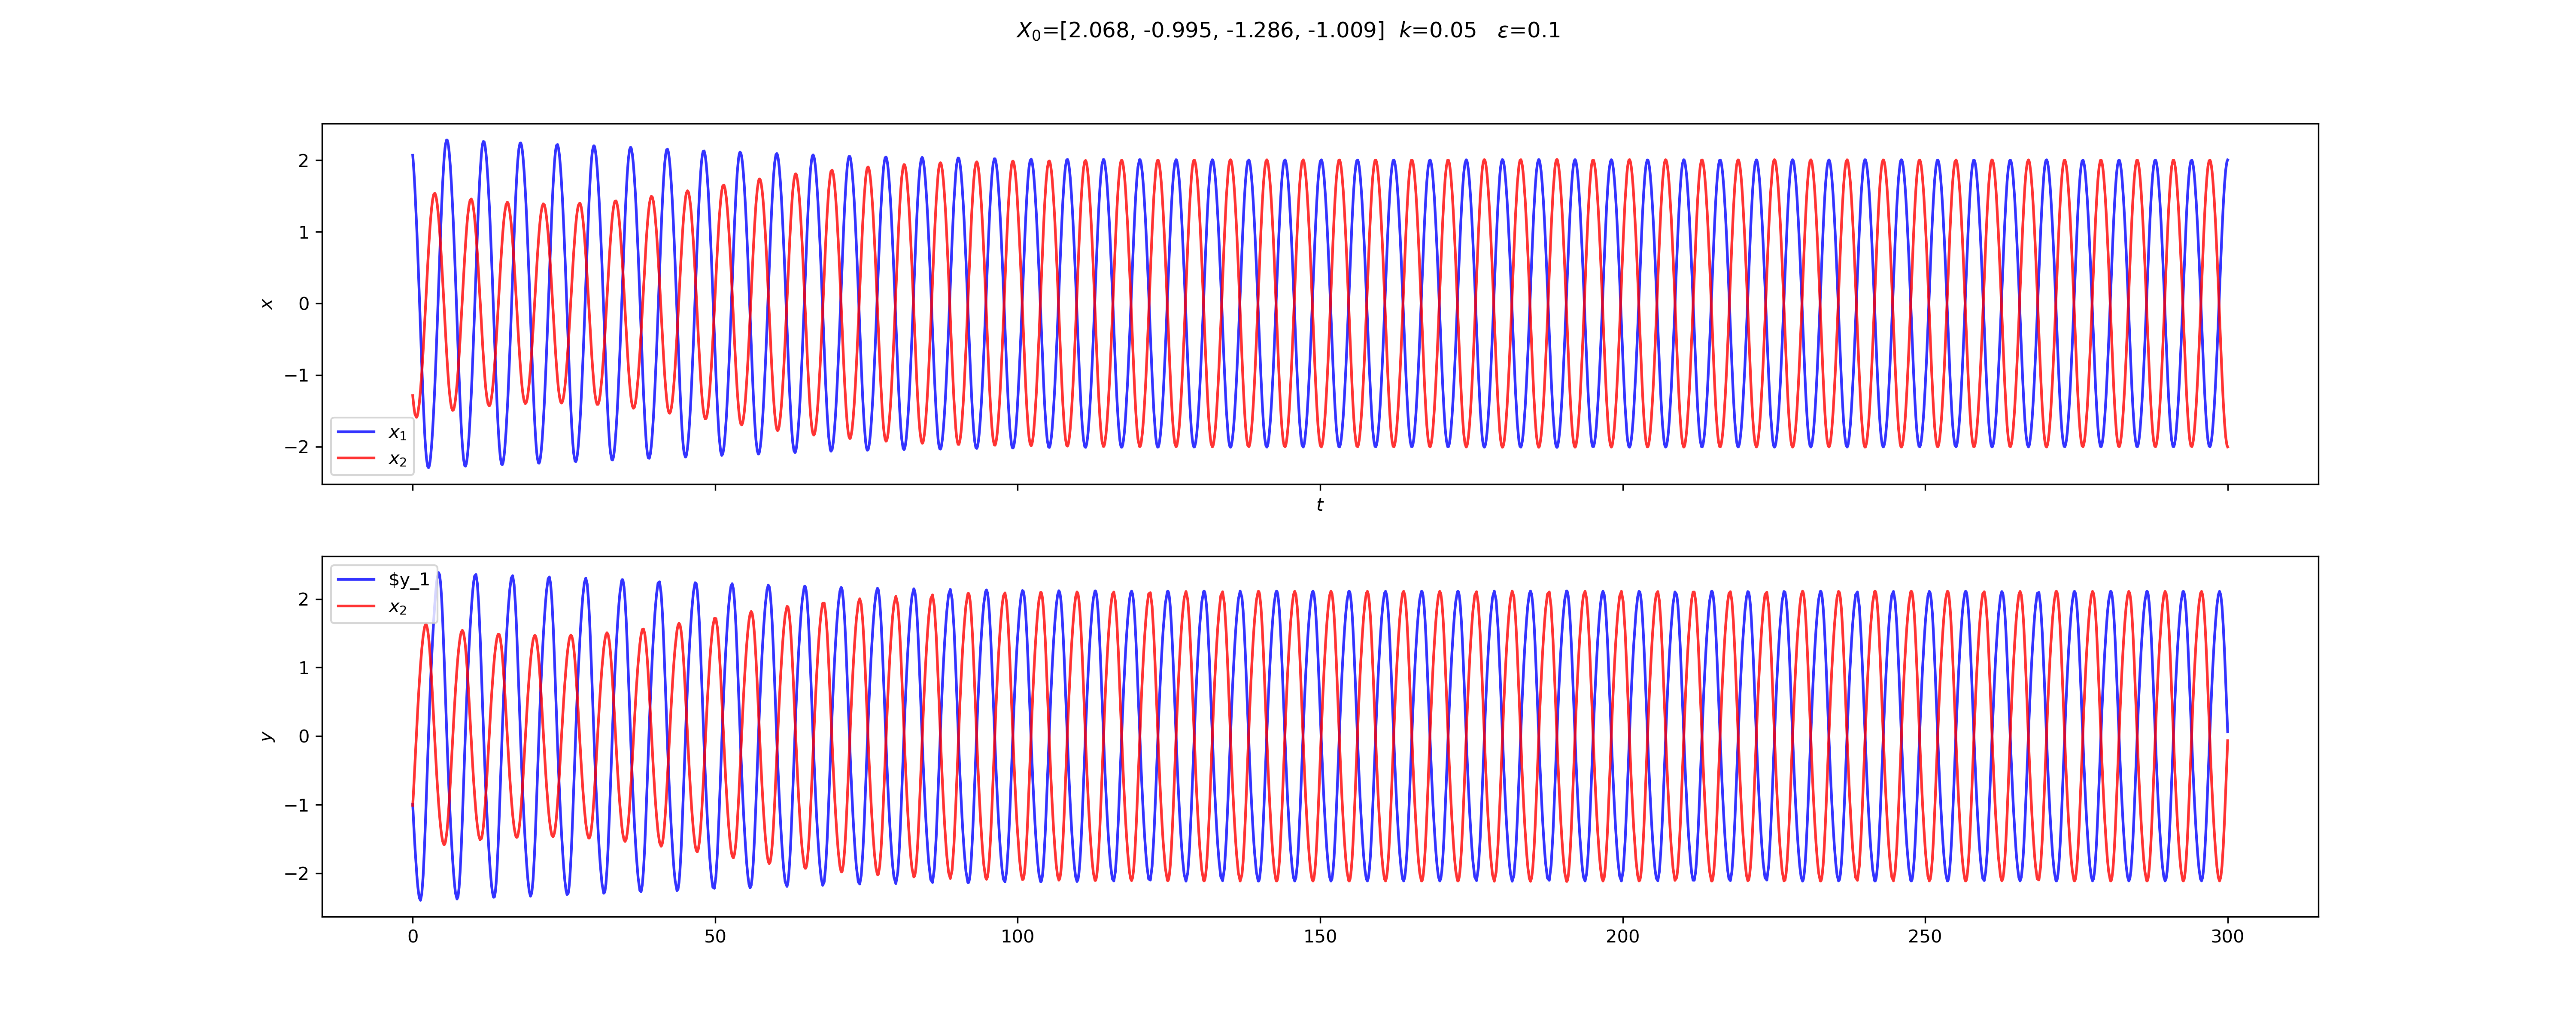 X₀=[2.068, -0.995, -1.286, -1.009] k=0.05 ε=0.1
2
1
0
−1
−2
x
x₁
x₂
t
2
1
0
−1
−2
y
$y_1
x₂
0 50 100 150 200 250 300